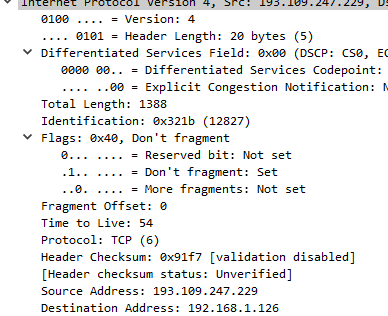 Internet Protocol Version 4, Src: 193.109.247.229, Ds
0100 .... = Version: 4
.... 0101 = Header Length: 20 bytes (5)
Differentiated Services Field: 0x00 (DSCP: CS0, EC
0000 00.. = Differentiated Services Codepoint:
.... ..00 = Explicit Congestion Notification: N
Total Length: 1388
Identification: 0x321b (12827)
Flags: 0x40, Don't fragment
0... .... = Reserved bit: Not set
.1.. .... = Don't fragment: Set
..0. .... = More fragments: Not set
Fragment Offset: 0
Time to Live: 54
Protocol: TCP (6)
Header Checksum: 0x91f7 [validation disabled]
[Header checksum status: Unverified]
Source Address: 193.109.247.229
Destination Address: 192.168.1.126